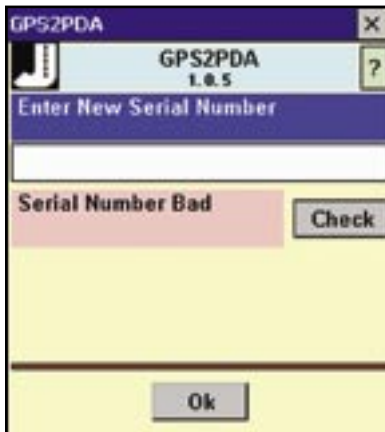 GPS2PDA
GPS2PDA
1.0.5
?
Enter New Serial Number
Serial Number Bad
Check
Ok